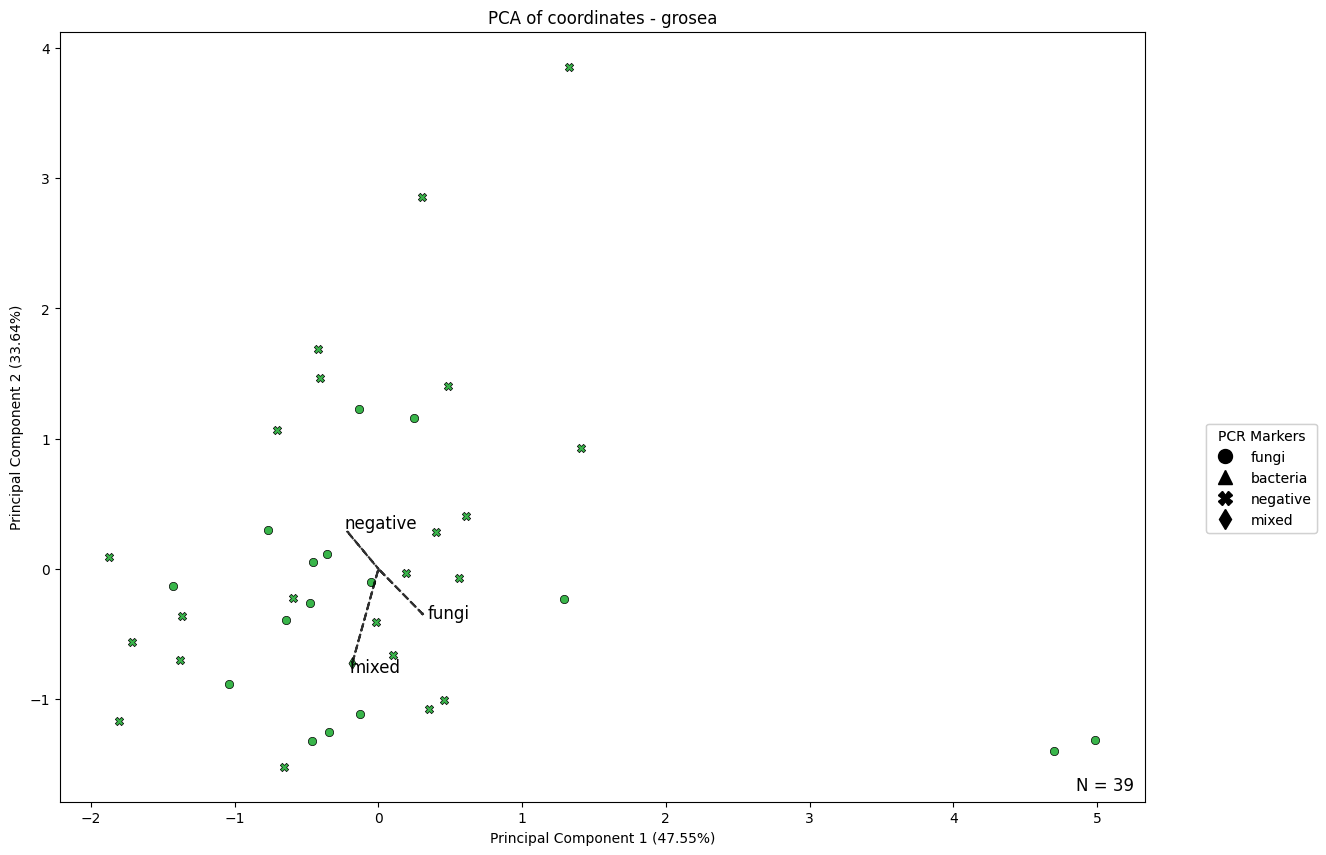 PCA of coordinates - grosea
Principal Component 2 (33.64%)
4
3
2
1
0
−1
negative
fungi
mixed
N = 39
−2
−1
0
1
2
3
4
5
Principal Component 1 (47.55%)
PCR Markers
fungi
bacteria
negative
mixed